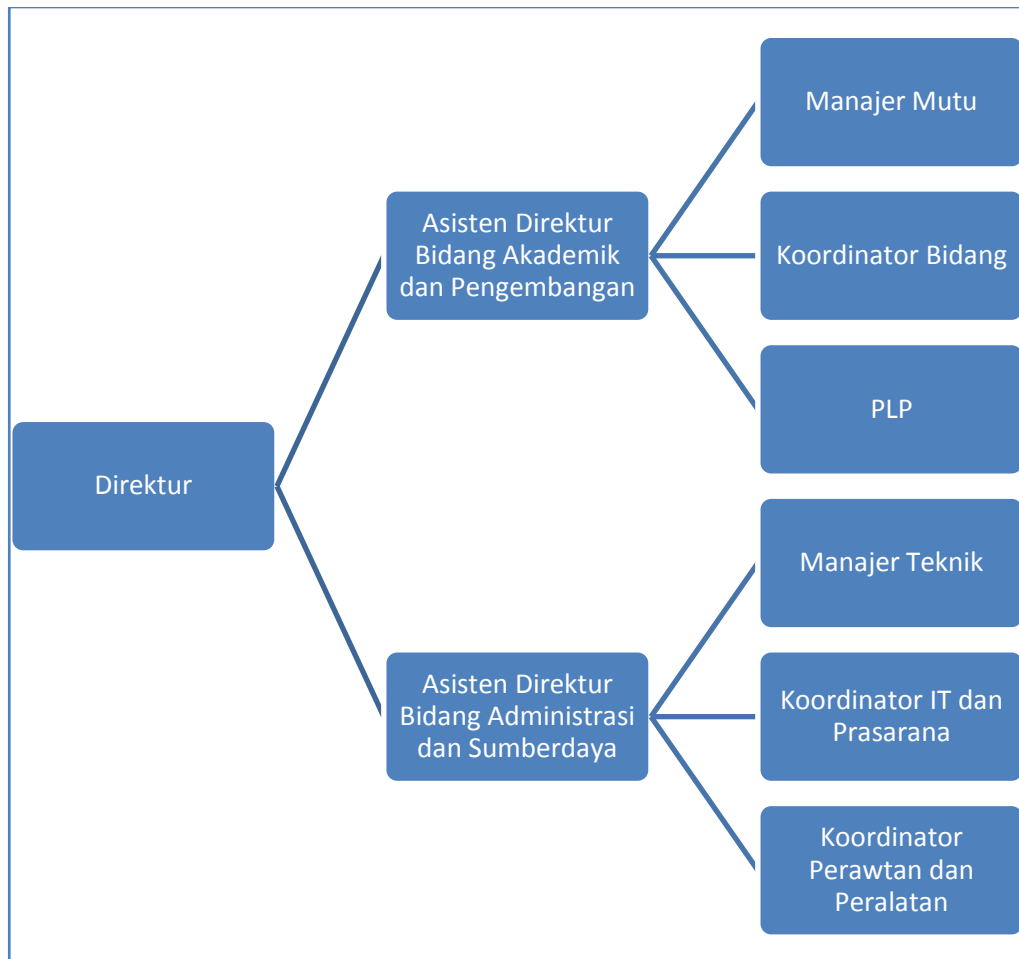 Direktur
Asisten Direktur
Bidang Akademik
dan Pengembangan
Manajer Mutu
Koordinator Bidang
PLP
Asisten Direktur
Bidang Administrasi
dan Sumberdaya
Manajer Teknik
Koordinator IT dan
Prasarana
Koordinator
Perawtan dan
Peralatan